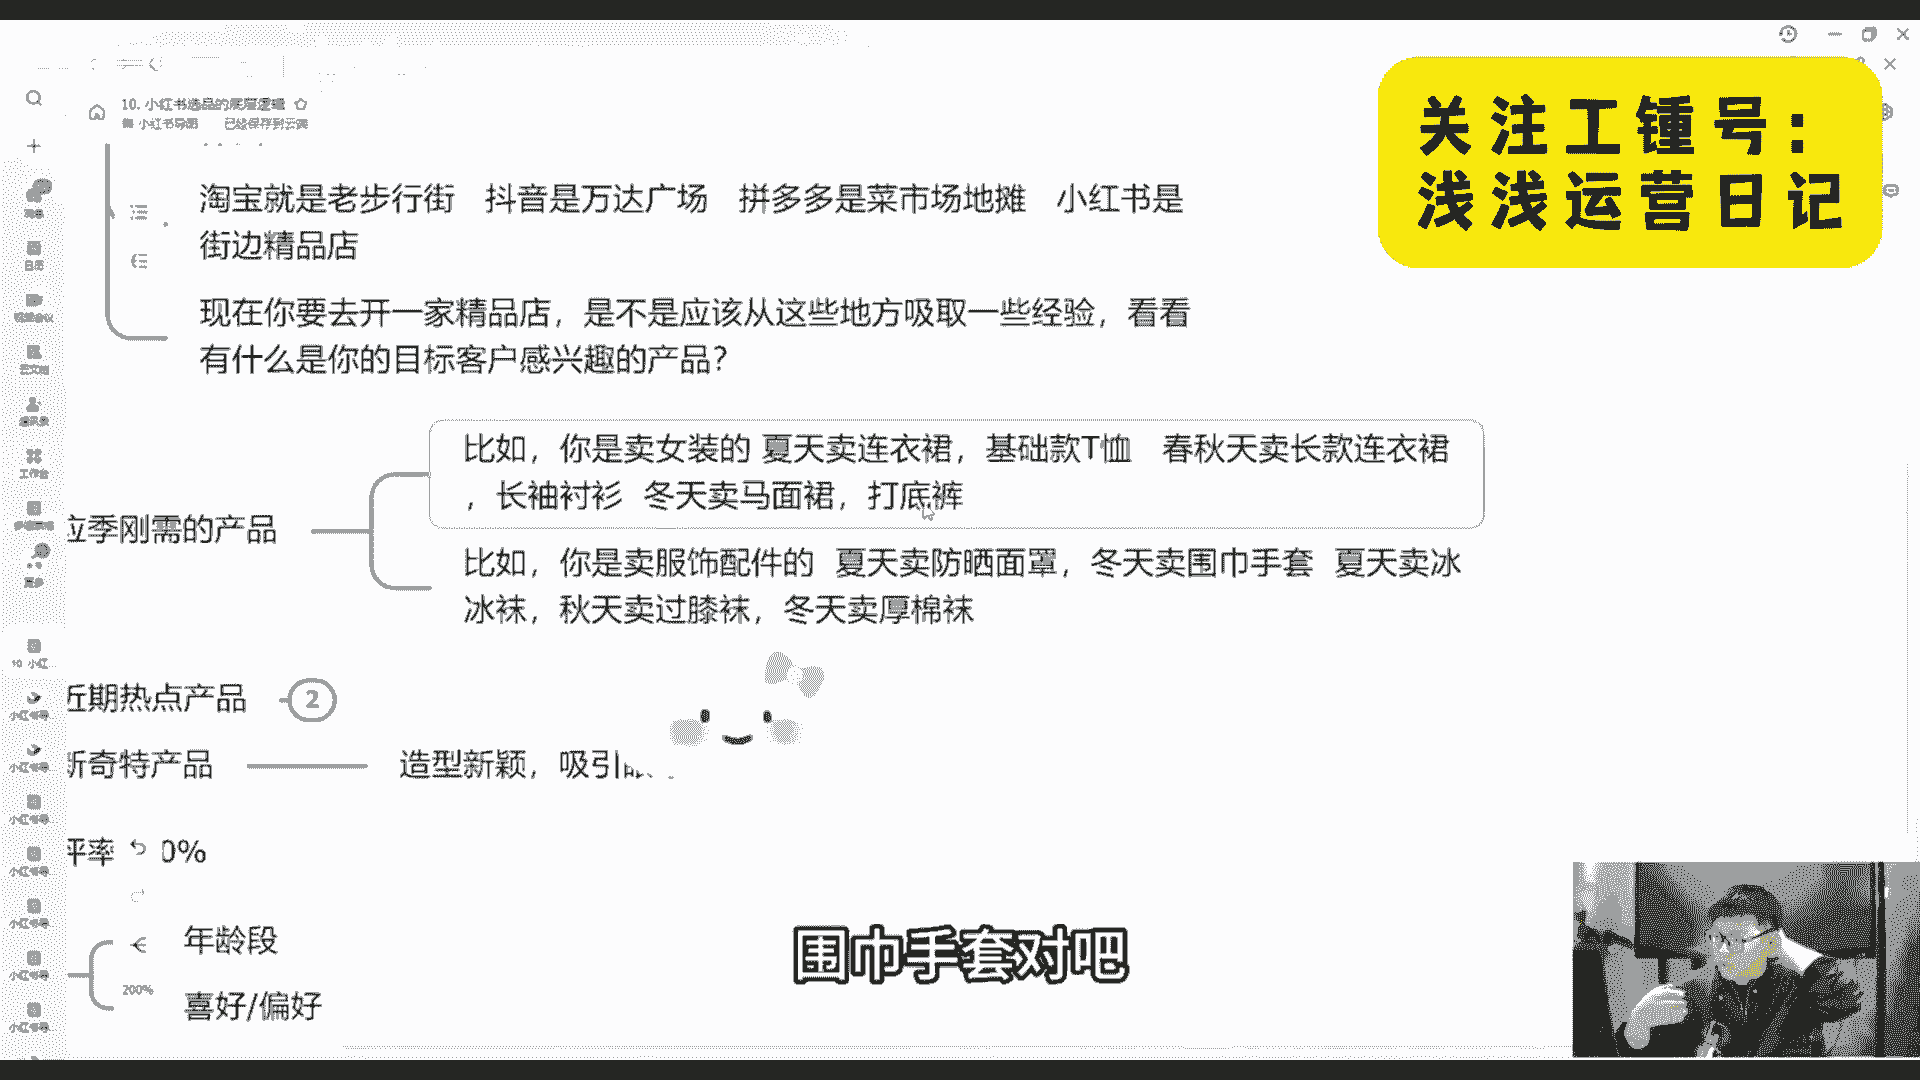 10. 小红书选品的底层逻辑
小红书导图 已经保存到云端
关注工锺号：
浅浅运营日记
淘宝就是老步行街 抖音是万达广场 拼多多是菜市场地摊 小红书是
街边精品店
现在你要去开一家精品店，是不是应该从这些地方吸取一些经验，看看
有什么是你的目标客户感兴趣的产品？
比如，你是卖女装的 夏天卖连衣裙，基础款T恤 春秋天卖长款连衣裙
，长袖衬衫 冬天卖马面裙，打底裤
应季刚需的产品
比如，你是卖服饰配件的 夏天卖防晒面罩，冬天卖围巾手套 夏天卖冰
冰袜，秋天卖过膝袜，冬天卖厚棉袜
近期热点产品 2
新奇特产品 造型新颖，吸引
评率 0%
年龄段
200%
喜好/偏好
围巾手套对吧
日历
云文档
工作台